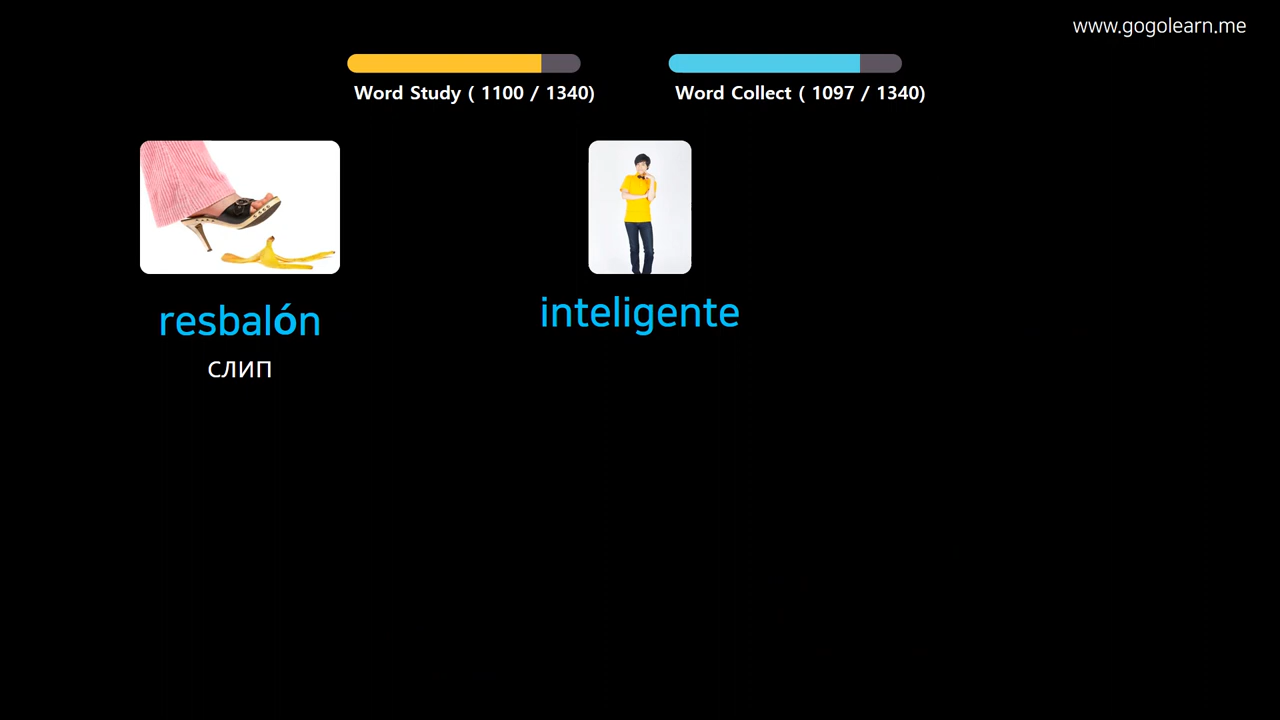 www.gogolearn.me
Word Study ( 1100 / 1340)
Word Collect ( 1097 / 1340)
resbalón
inteligente
слип